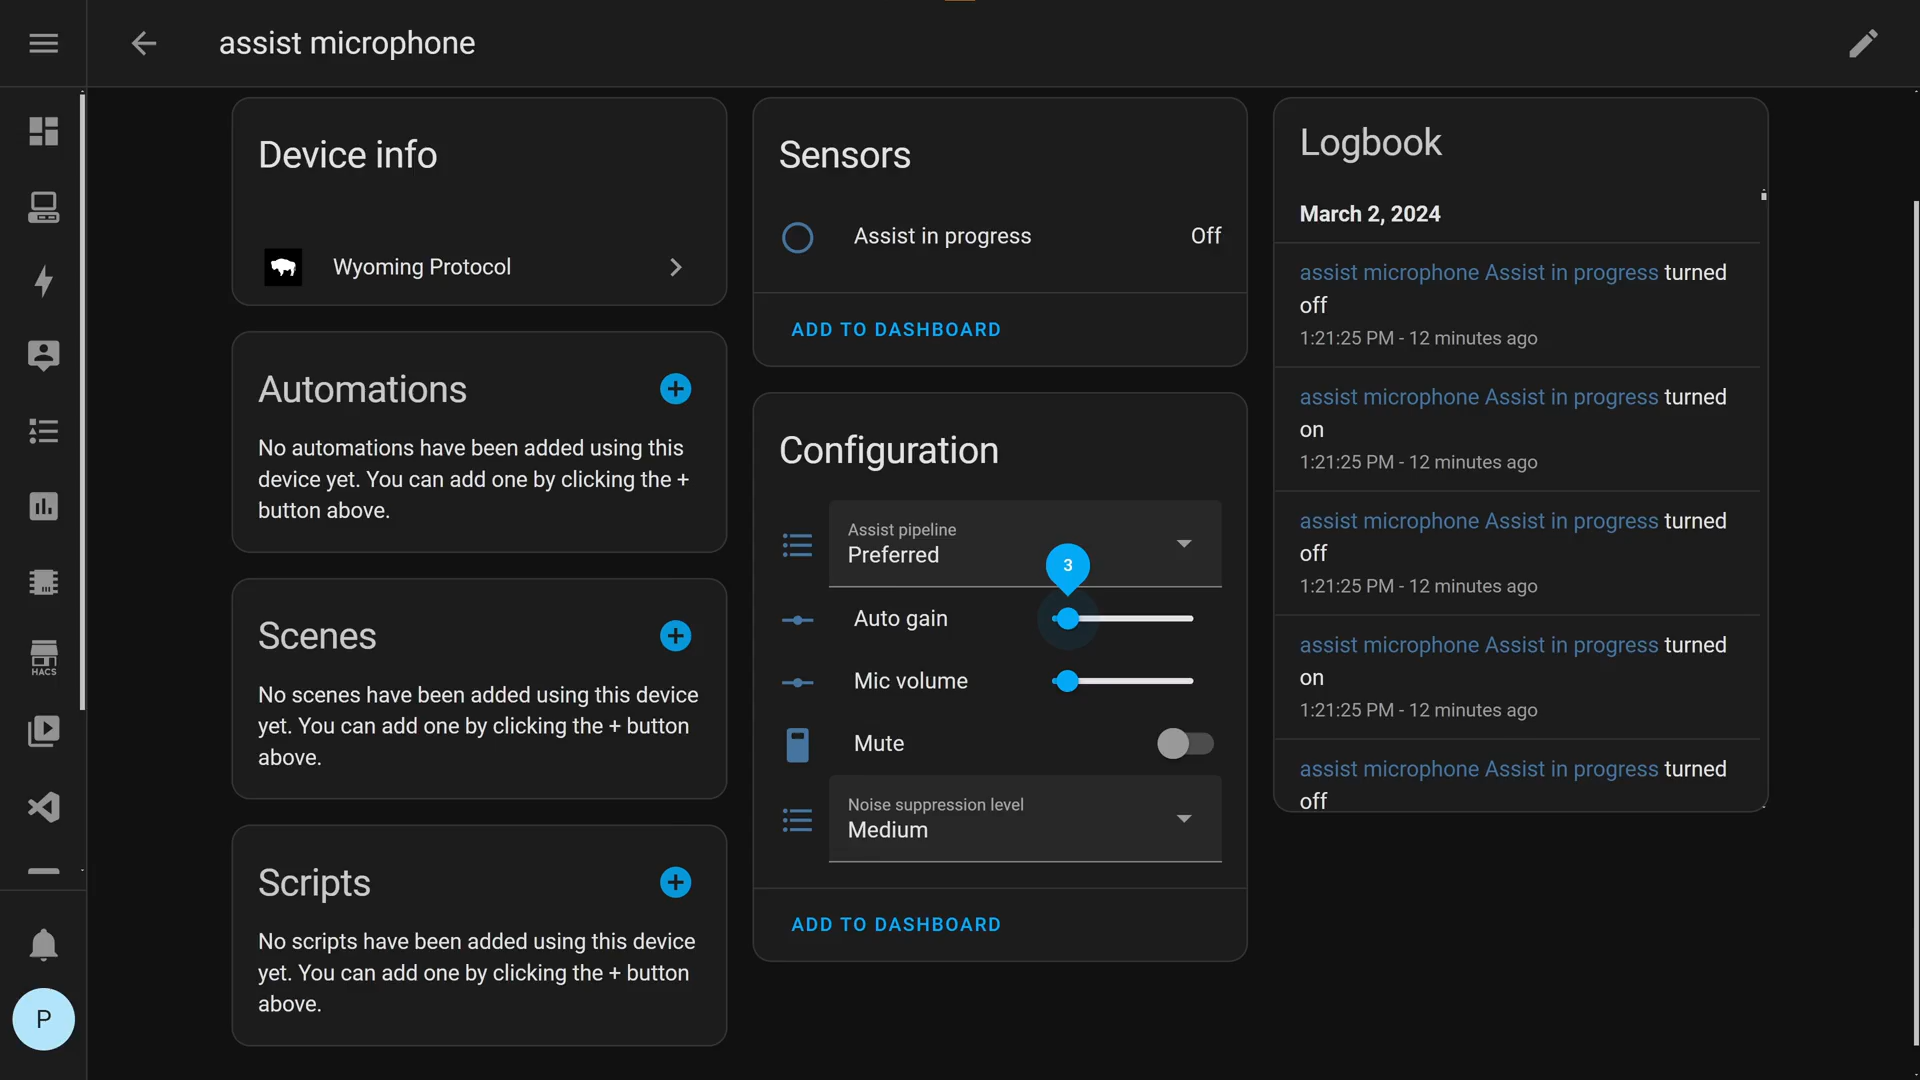 assist microphone
Device info
Wyoming Protocol
Automations
No automations have been added using this
device yet. You can add one by clicking the +
button above.
Scenes
No scenes have been added using this device
yet. You can add one by clicking the + button
above.
Scripts
No scripts have been added using this device
yet. You can add one by clicking the + button
above.
Sensors
Assist in progress Off
ADD TO DASHBOARD
Configuration
Assist pipeline
Preferred
3
Auto gain
Mic volume
Mute
Noise suppression level
Medium
ADD TO DASHBOARD
Logbook
March 2, 2024
assist microphone Assist in progress turned
off
1:21:25 PM - 12 minutes ago
assist microphone Assist in progress turned
on
1:21:25 PM - 12 minutes ago
assist microphone Assist in progress turned
off
1:21:25 PM - 12 minutes ago
assist microphone Assist in progress turned
on
1:21:25 PM - 12 minutes ago
assist microphone Assist in progress turned
off
HACS
P